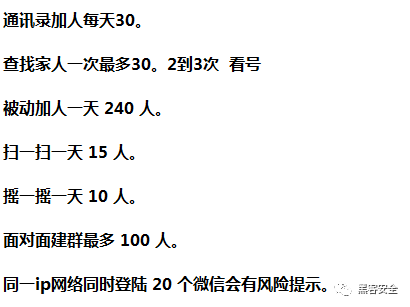 通讯录加人每天30。
查找家人一次最多30。2到3次  看号
被动加人一天 240 人。
扫一扫一天 15 人。
摇一摇一天 10 人。
面对面建群最多 100 人。
同一ip网络同时登陆 20 个微信会有风险提示。
黑客安全